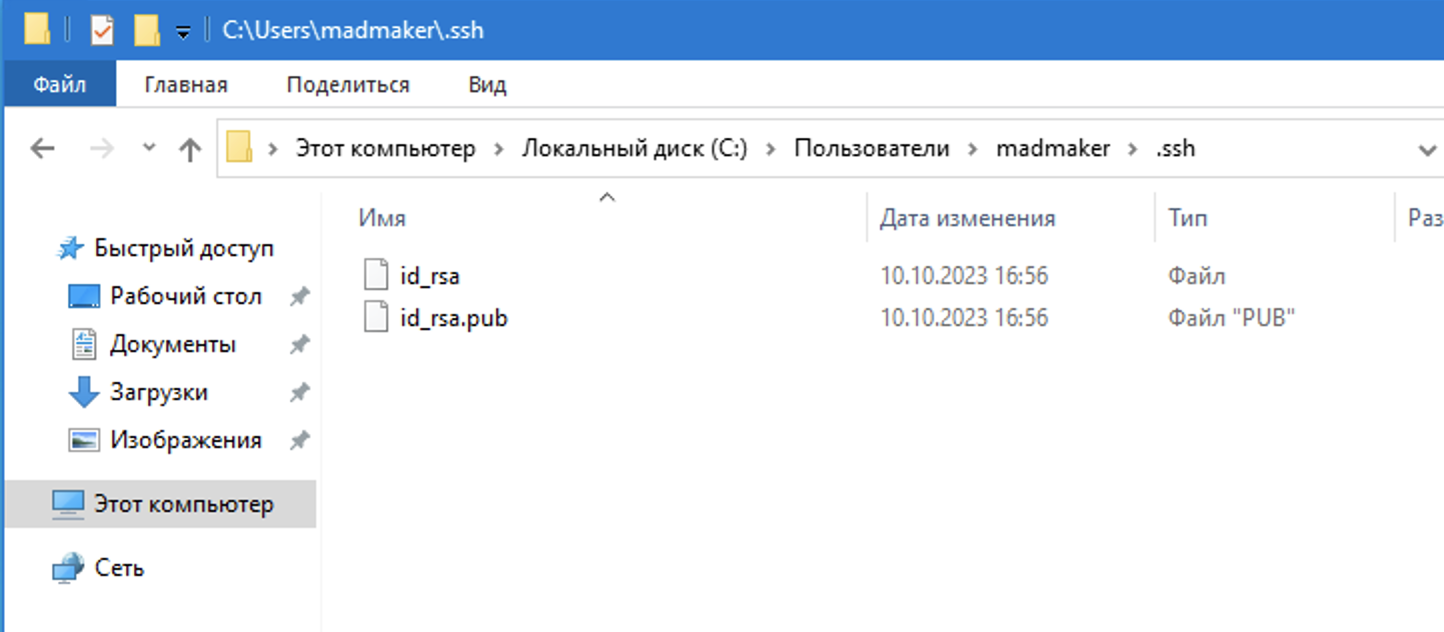 C:\Users\madmaker\.ssh
Файл Главная Поделиться Вид
Этот компьютер Локальный диск (C:) Пользователи madmaker .ssh
Имя Дата изменения Тип Раз
Быстрый доступ
Рабочий стол
Документы
Загрузки
Изображения
Этот компьютер
Сеть
id_rsa 10.10.2023 16:56 Файл
id_rsa.pub 10.10.2023 16:56 Файл "PUB"